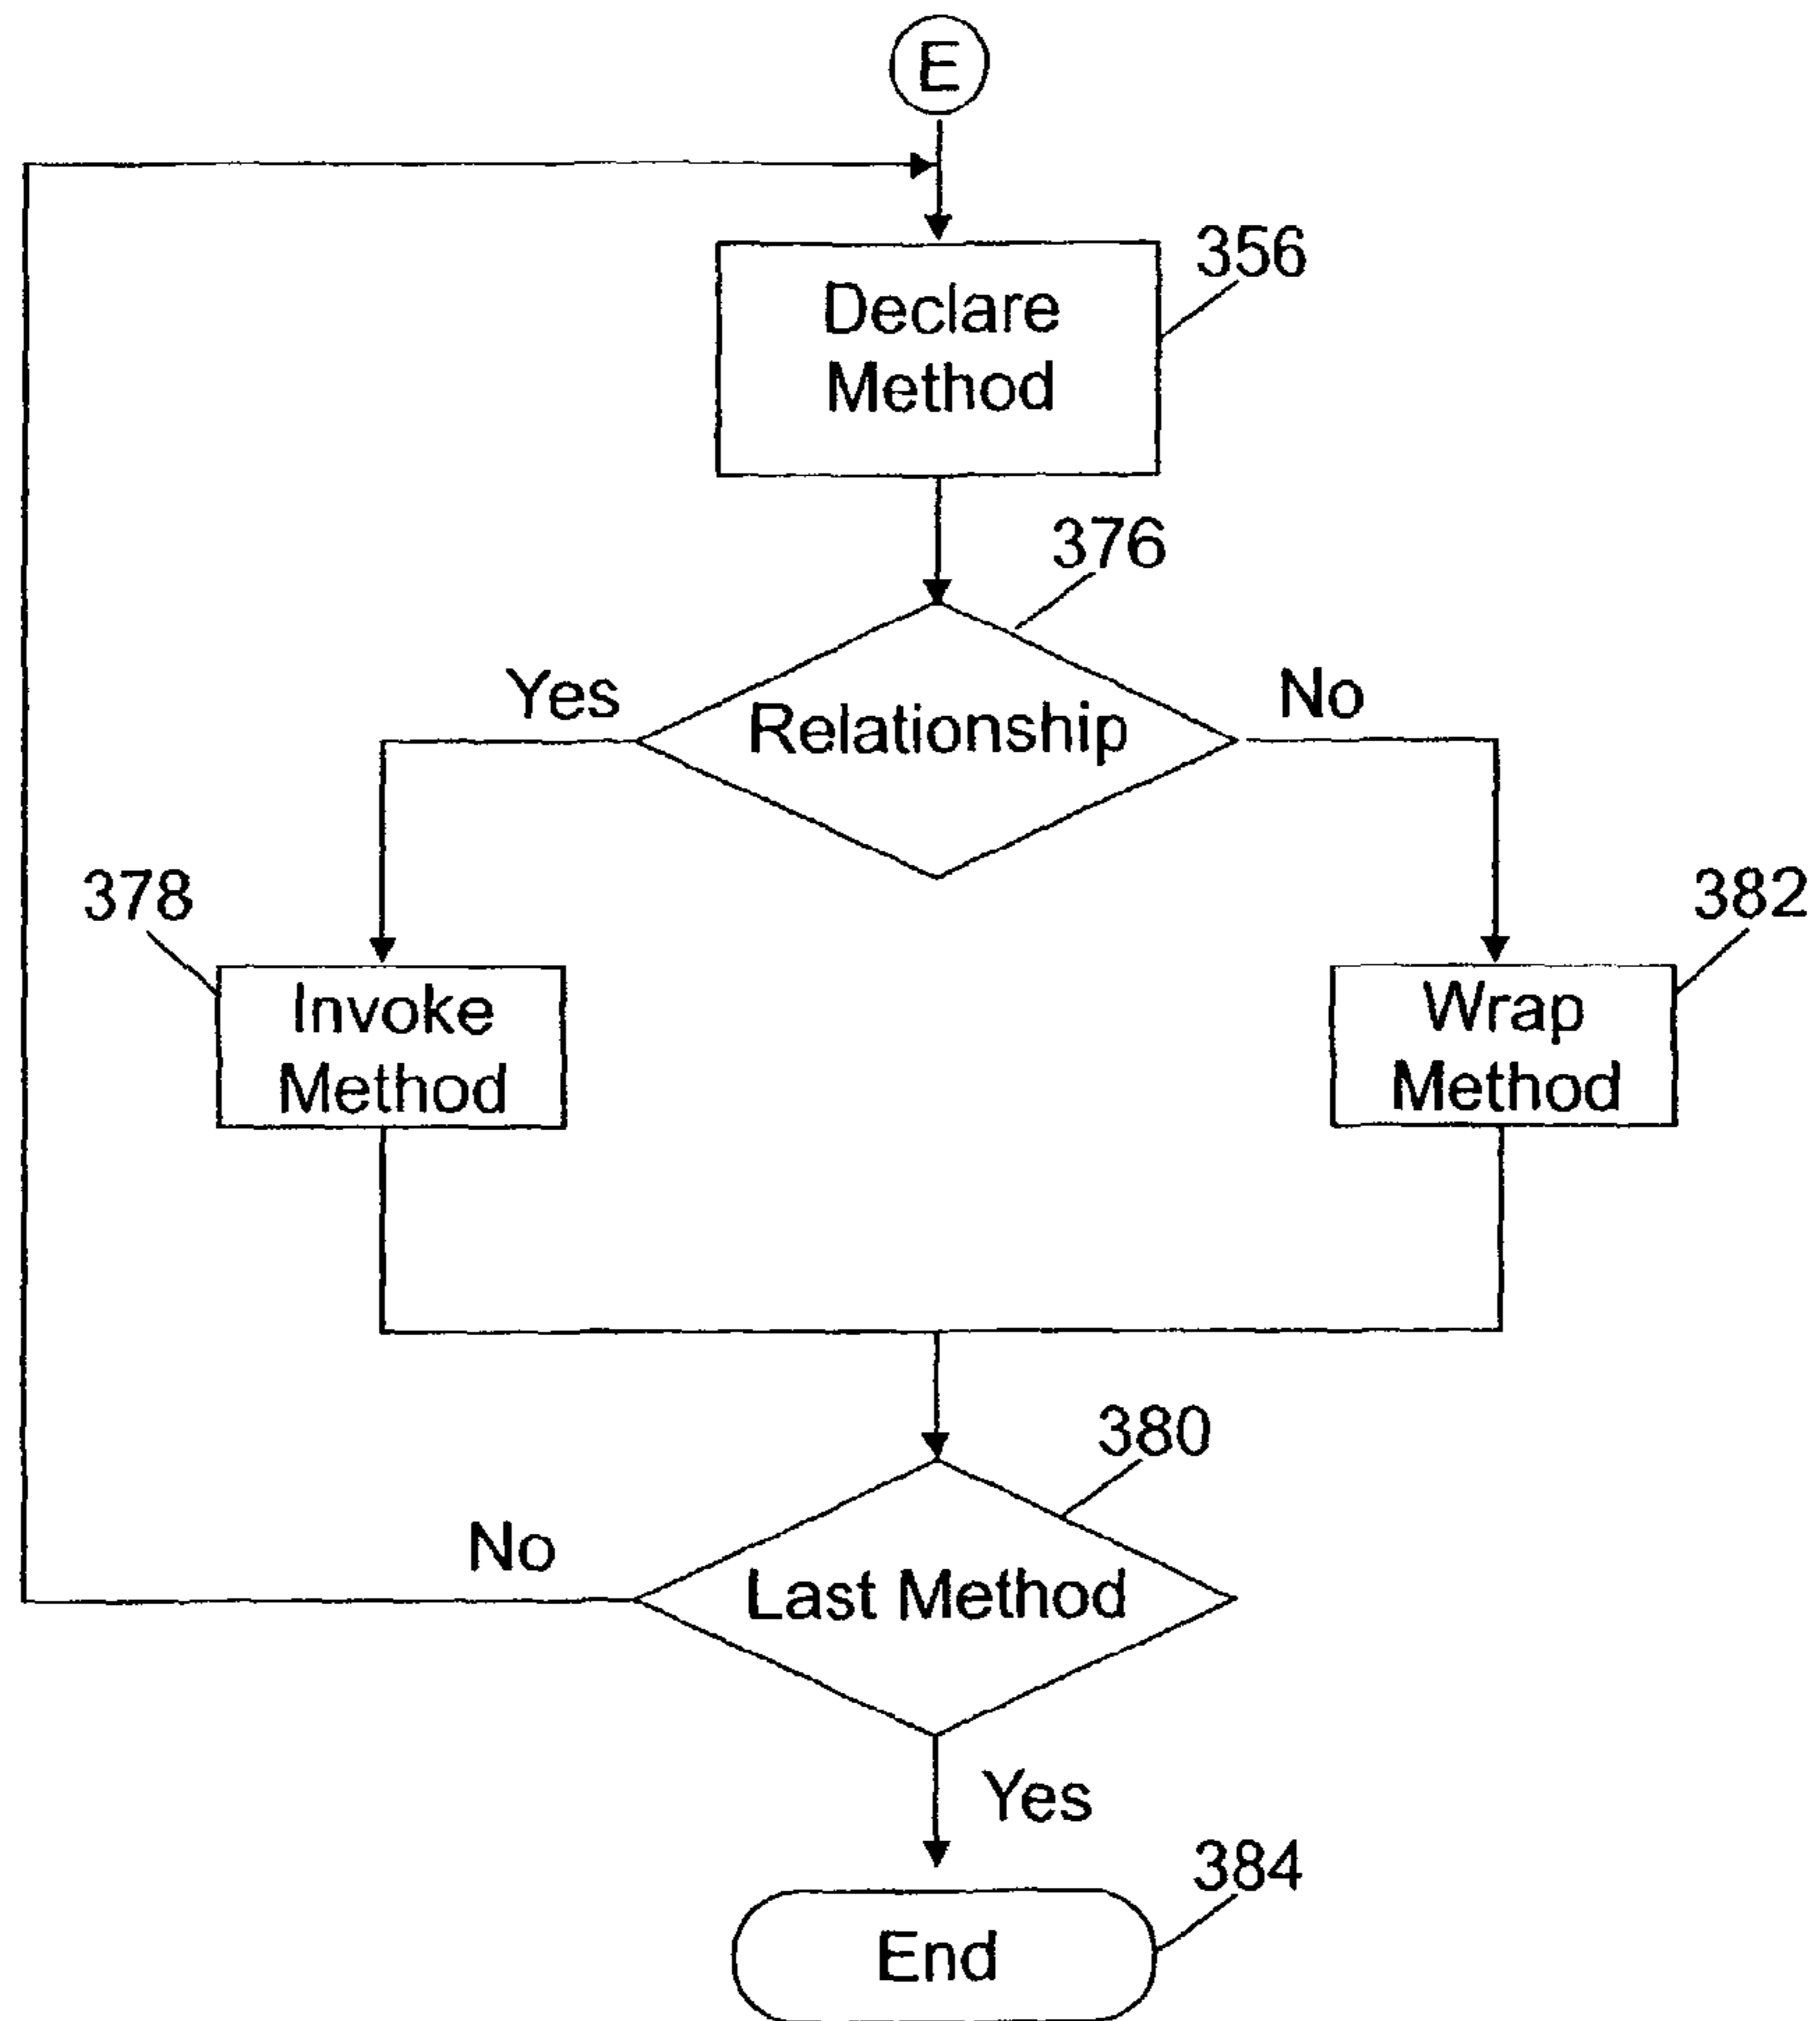 E
356
Declare
Method
376
Yes
Relationship
No
378
382
Invoke
Method
Wrap
Method
380
No
Last Method
Yes
384
End